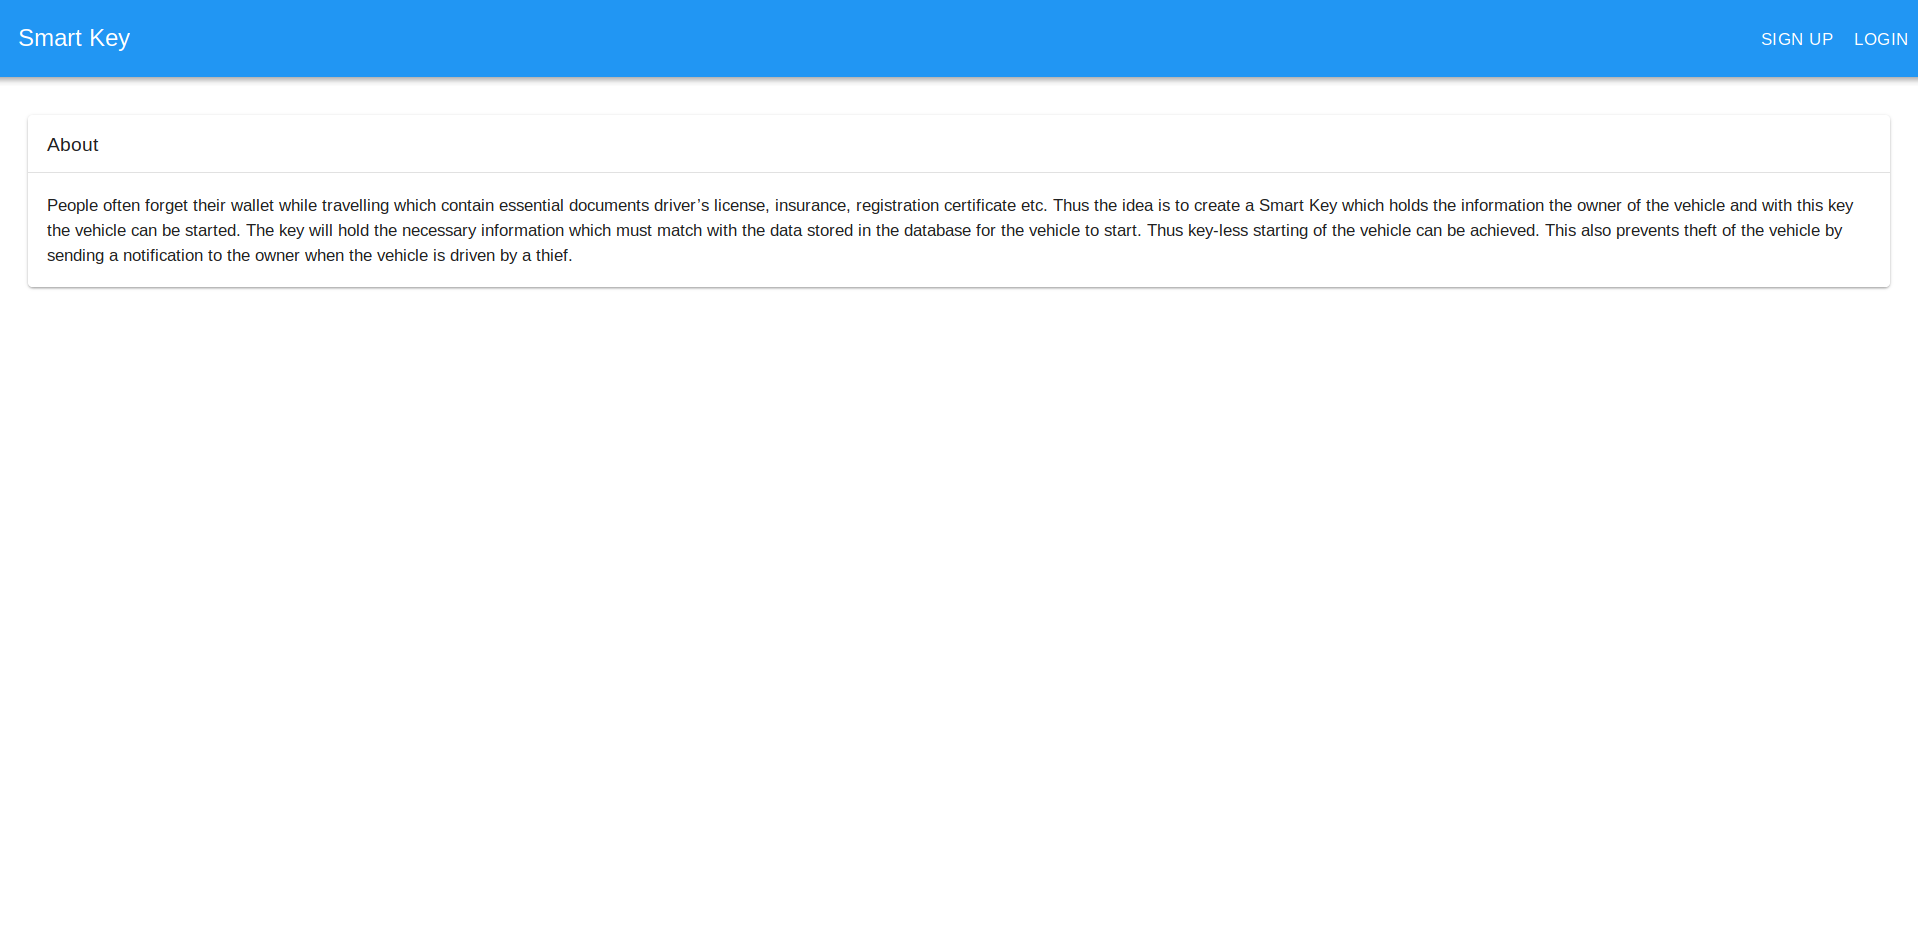 Smart Key
SIGN UP
LOGIN
About
People often forget their wallet while travelling which contain essential documents driver’s license, insurance, registration certificate etc. Thus the idea is to create a Smart Key which holds the information the owner of the vehicle and with this key
the vehicle can be started. The key will hold the necessary information which must match with the data stored in the database for the vehicle to start. Thus key-less starting of the vehicle can be achieved. This also prevents theft of the vehicle by
sending a notification to the owner when the vehicle is driven by a thief.